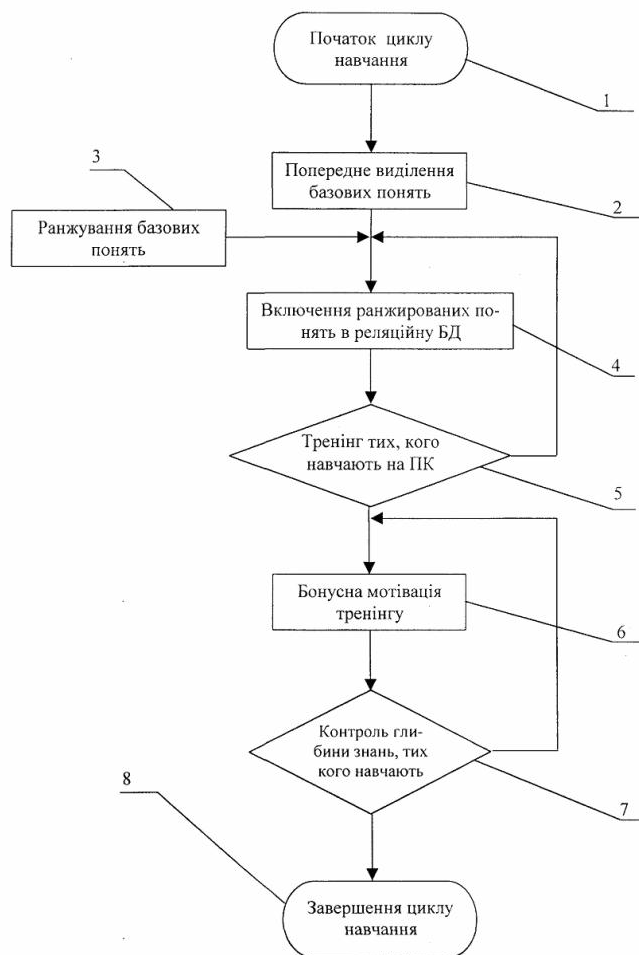 Початок циклу
навчання
1
3
Попереднє виділення
базових понять
2
Ранжування базових
понять
Включення ранжированих по-
нять в реляційну БД
4
Тренінг тих, кого
навчають на ПК
5
Бонусна мотівація
тренінгу
6
Контроль гли-
бини знань, тих
кого навчають
7
8
Завершення циклу
навчання